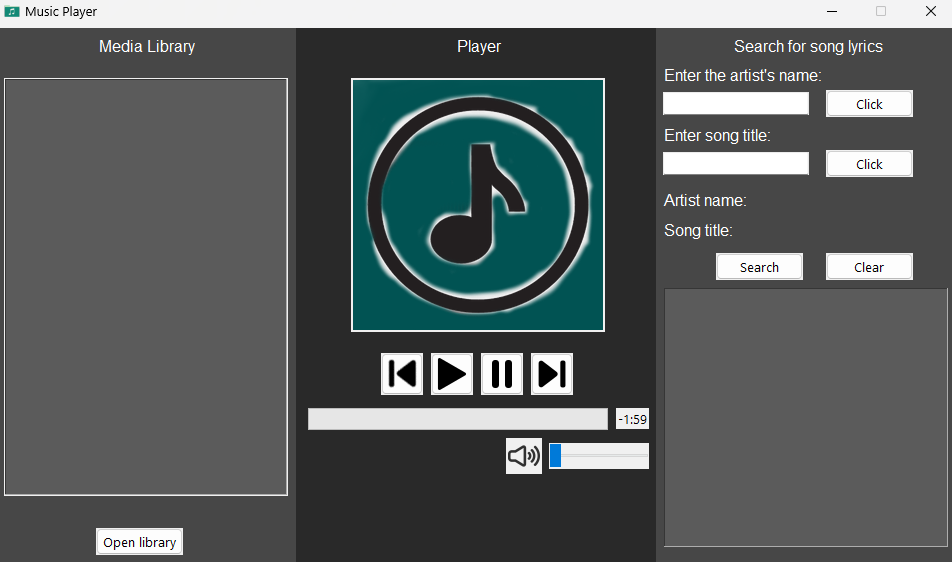 Music Player
Media Library
Open library
Player
-1:59
Search for song lyrics
Enter the artist's name:
Click
Enter song title:
Click
Artist name:
Song title:
Search Clear